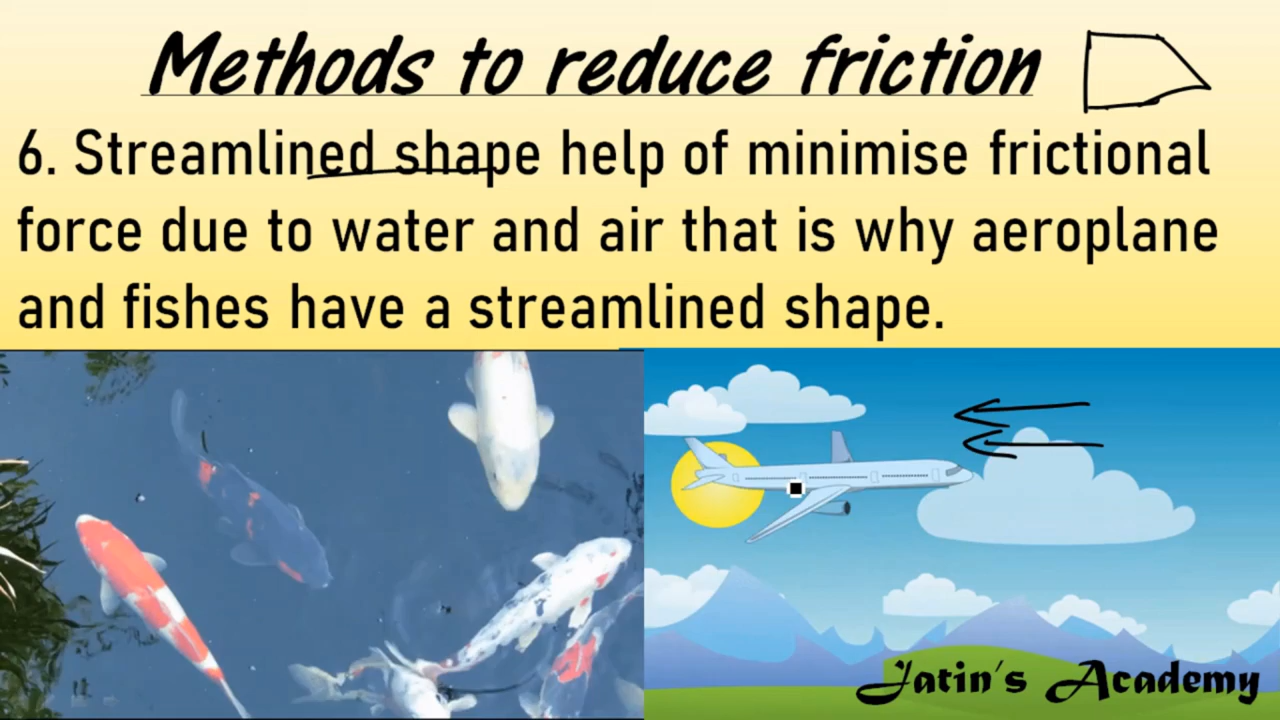 Methods to reduce friction
6. Streamlined shape help of minimise frictional
force due to water and air that is why aeroplane
and fishes have a streamlined shape.
Jatin's Academy